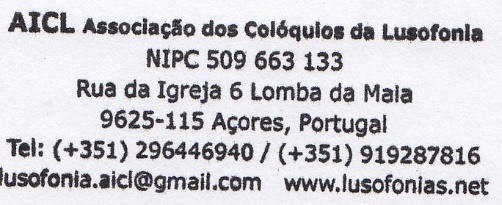 AICL Associação dos Colóquios da Lusofonia
NIPC 509 663 133
Rua da Igreja 6 Lomba da Maia
9625-115 Açores, Portugal
Tel: (+351) 296446940 / (+351) 919287816
lusofonia.aicl@gmail.com www.lusofonias.net